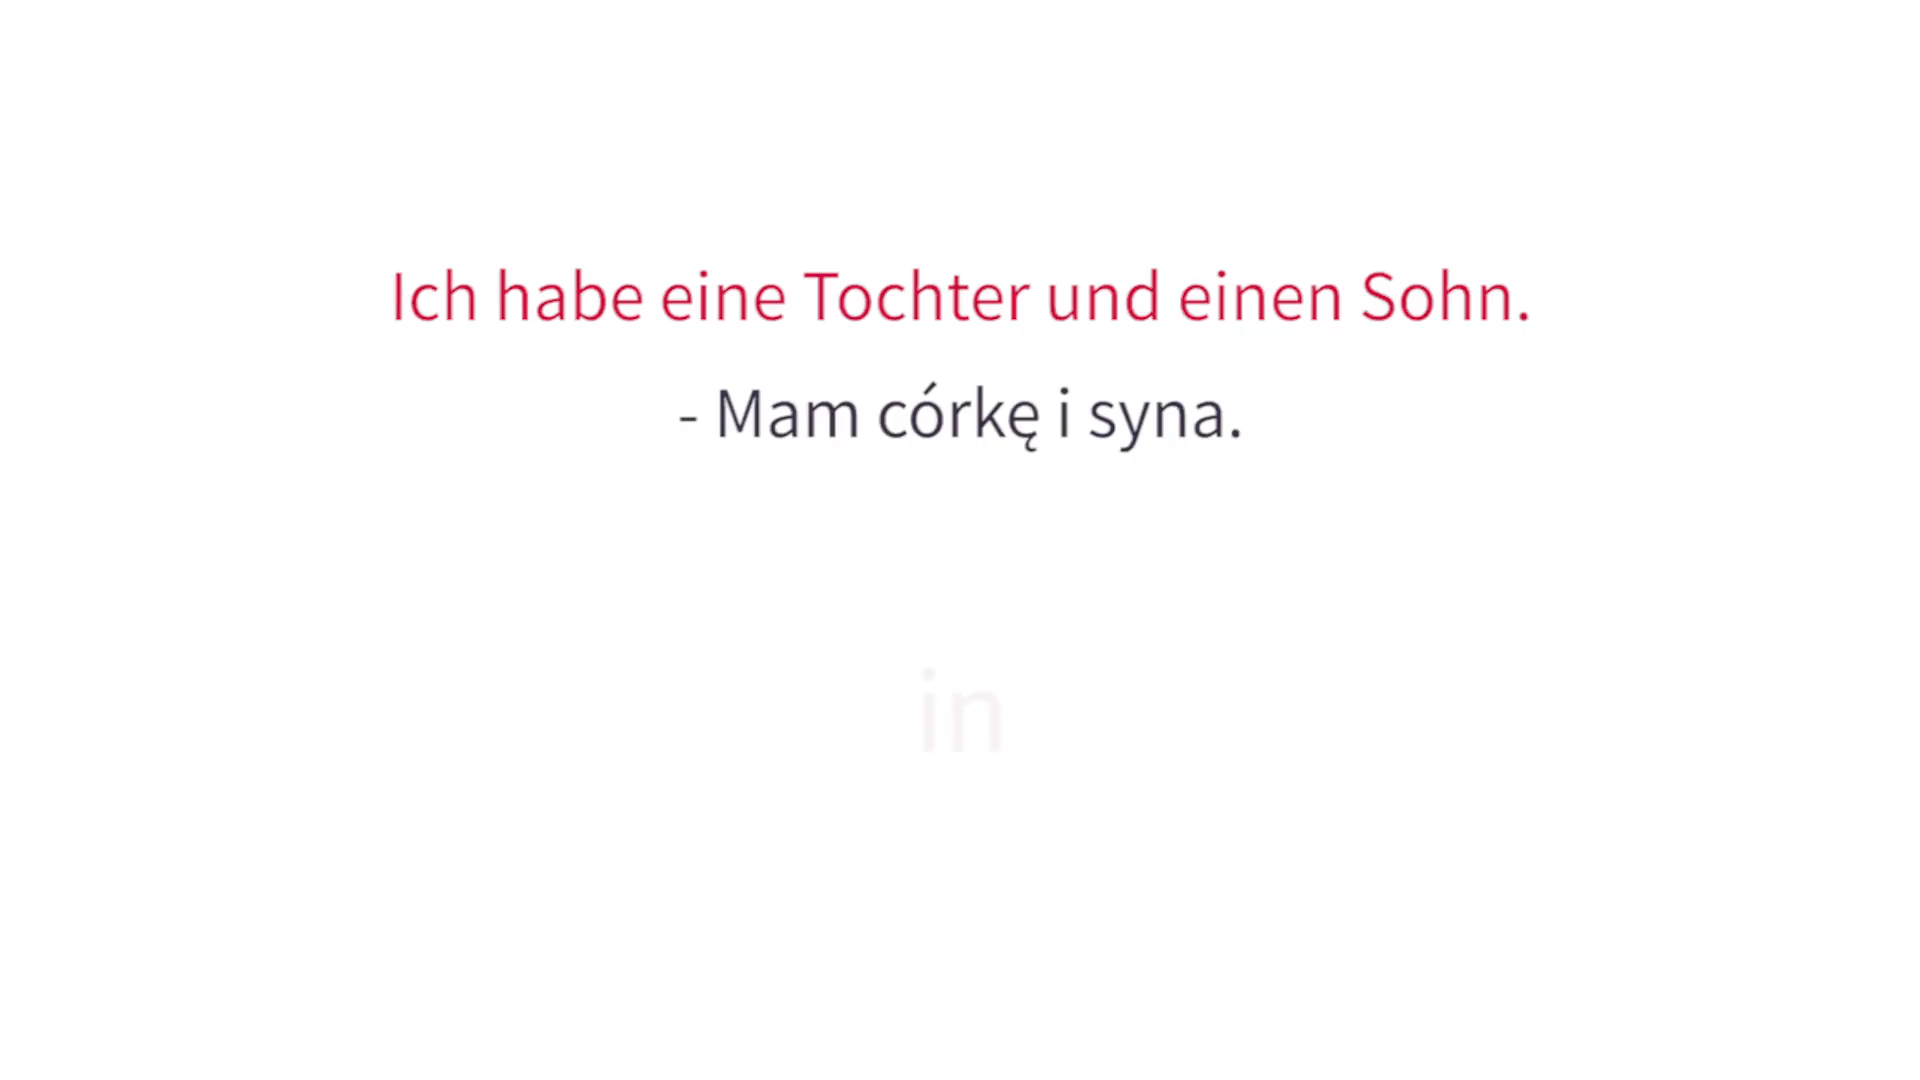 Ich habe eine Tochter und einen Sohn.
- Mam córkę i syna.
in